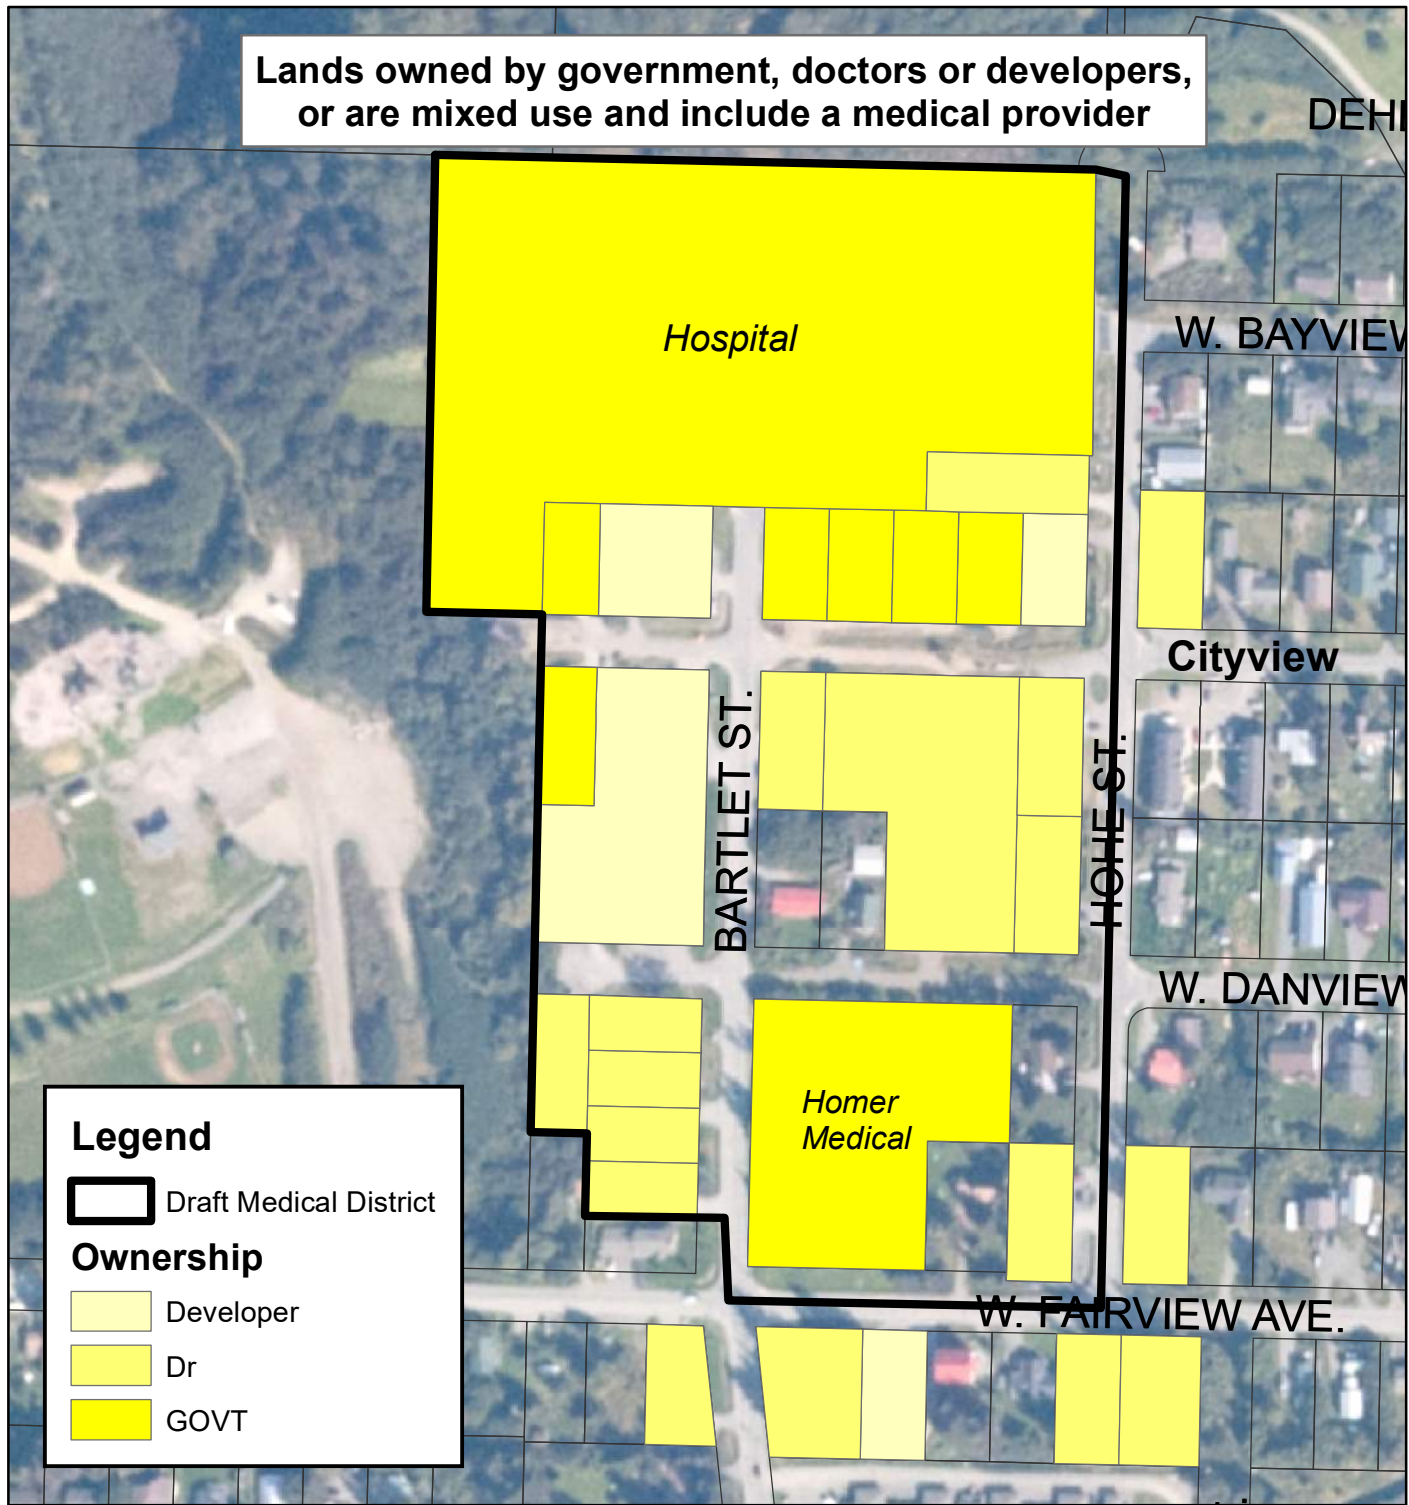 Lands owned by government, doctors or developers,
or are mixed use and include a medical provider
DEH
Hospital
W. BAYVIEW
Cityview
BARTLET ST.
HOHE ST.
W. DANVIEW
Homer
Medical
W. FAIRVIEW AVE.
Legend
Draft Medical District
Ownership
Developer
Dr
GOVT